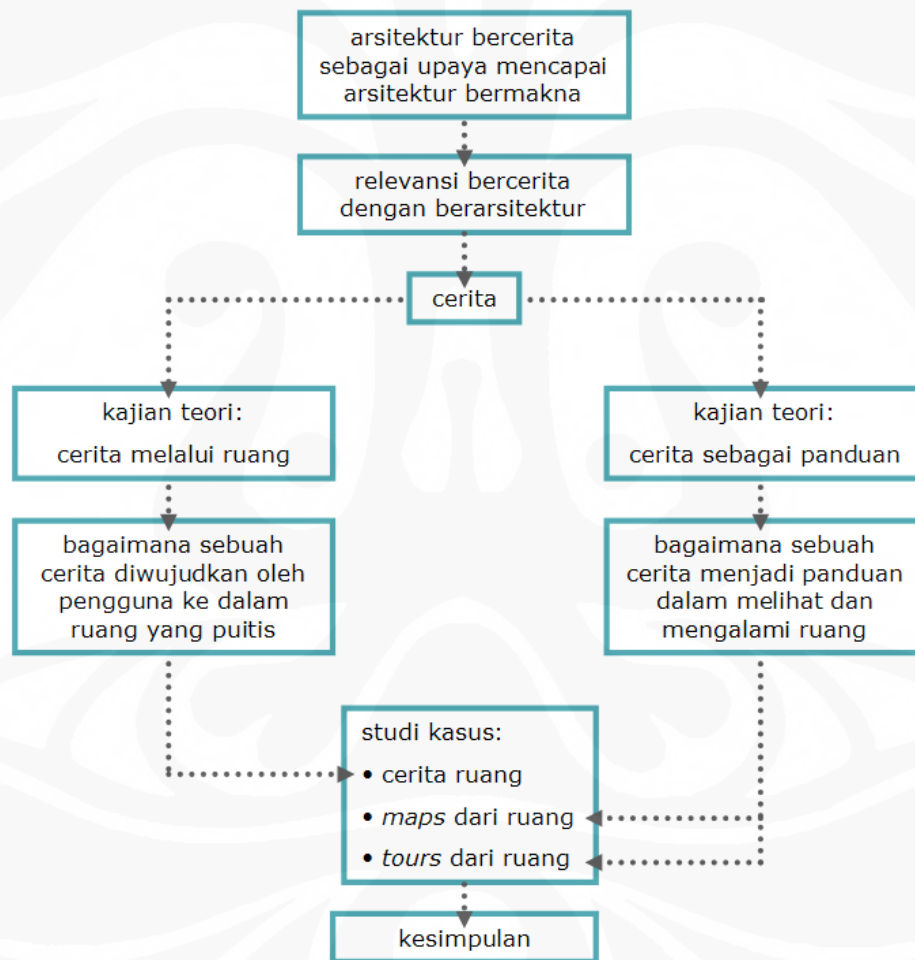 arsitektur bercerita
sebagai upaya mencapai
arsitektur bermakna
relevansi bercerita
dengan berarsitektur
cerita
kajian teori:
cerita melalui ruang
kajian teori:
cerita sebagai panduan
bagaimana sebuah
cerita diwujudkan oleh
pengguna ke dalam
ruang yang puitis
bagaimana sebuah
cerita menjadi panduan
dalam melihat dan
mengalami ruang
studi kasus:
• cerita ruang
• maps dari ruang
• tours dari ruang
kesimpulan